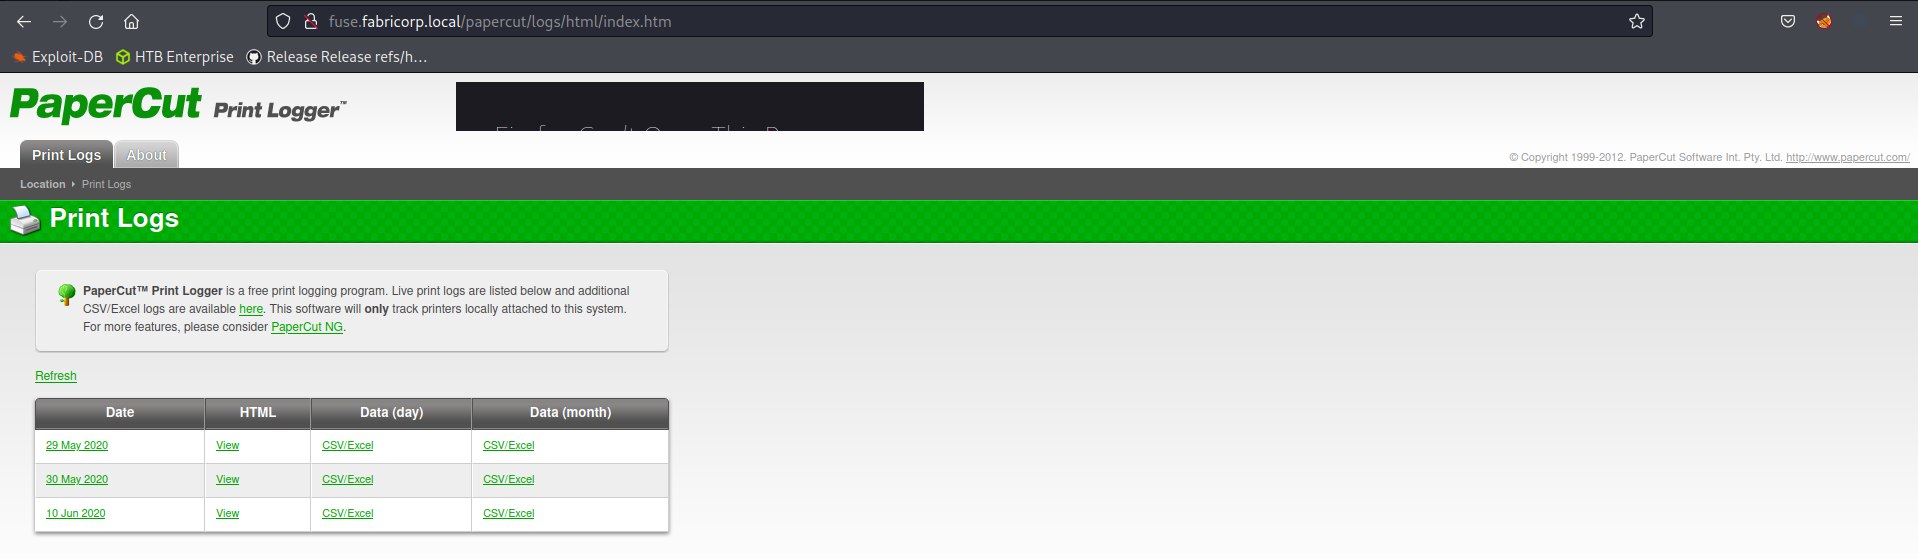 fuse.fabricorp.local/papercut/logs/html/index.htm
Exploit-DB HTB Enterprise Release Release refs/h...
PaperCut Print Logger™
Print Logs About
© Copyright 1999-2012. PaperCut Software Int. Pty. Ltd. http://www.papercut.com/
Location Print Logs
Print Logs
PaperCut™ Print Logger is a free print logging program. Live print logs are listed below and additional
CSV/Excel logs are available here. This software will only track printers locally attached to this system.
For more features, please consider PaperCut NG.
Refresh
Date HTML Data (day) Data (month)
29 May 2020 View CSV/Excel CSV/Excel
30 May 2020 View CSV/Excel CSV/Excel
10 Jun 2020 View CSV/Excel CSV/Excel